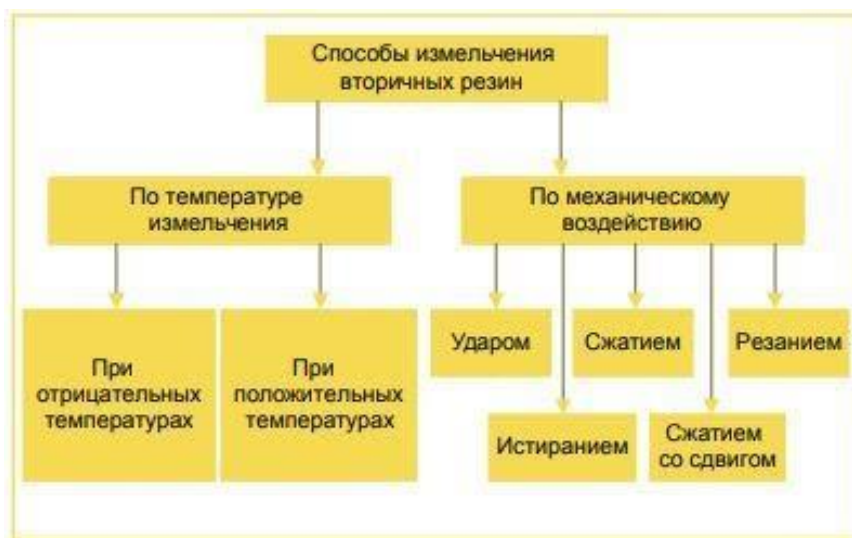 Способы измельчения
вторичных резин
По температуре
измельчения
По механическому
воздействию
При
отрицательных
температурах
При
положительных
температурах
Ударом
Сжатием
Резанием
Истиранием
Сжатием
со сдвигом